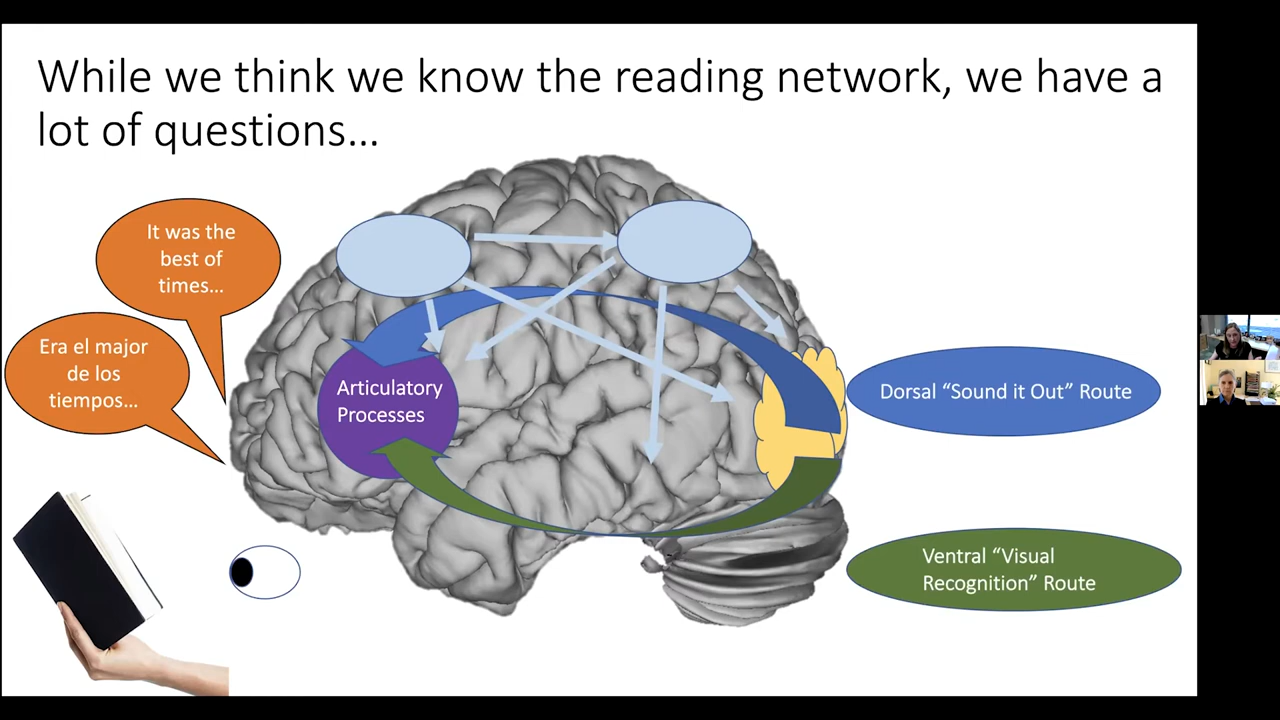 While we think we know the reading network, we have a
lot of questions…
It was the
best of
times…
Era el major
de los
tiempos…
Articulatory
Processes
Dorsal “Sound it Out” Route
Ventral “Visual
Recognition” Route